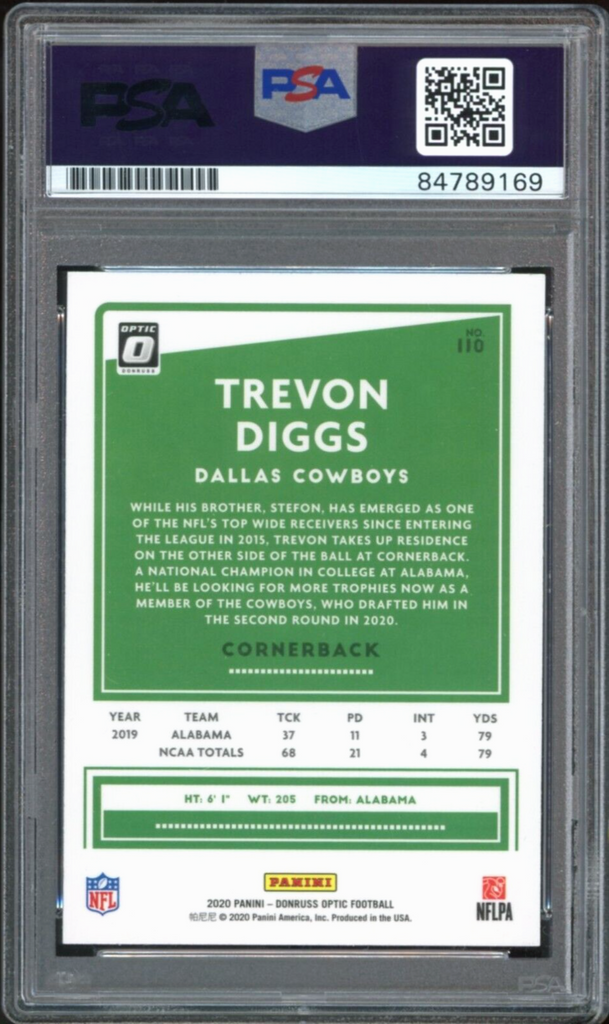 PSA
PSA
84789169
OPTIC
DONRUSS
NO.
110
TREVON
DIGGS
DALLAS COWBOYS
WHILE HIS BROTHER, STEFON, HAS EMERGED AS ONE
OF THE NFL'S TOP WIDE RECEIVERS SINCE ENTERING
THE LEAGUE IN 2015, TREVON TAKES UP RESIDENCE
ON THE OTHER SIDE OF THE BALL AT CORNERBACK.
A NATIONAL CHAMPION IN COLLEGE AT ALABAMA,
HE'LL BE LOOKING FOR MORE TROPHIES NOW AS A
MEMBER OF THE COWBOYS, WHO DRAFTED HIM IN
THE SECOND ROUND IN 2020.
CORNERBACK
YEAR TEAM TCK PD INT YDS
2019 ALABAMA 37 11 3 79
NCAA TOTALS 68 21 4 79
HT: 6' 1" WT: 205 FROM: ALABAMA
PANINI
NFL
2020 PANINI – DONRUSS OPTIC FOOTBALL
帕尼尼 © 2020 Panini America, Inc. Produced in the USA.
NFLPA
PSA